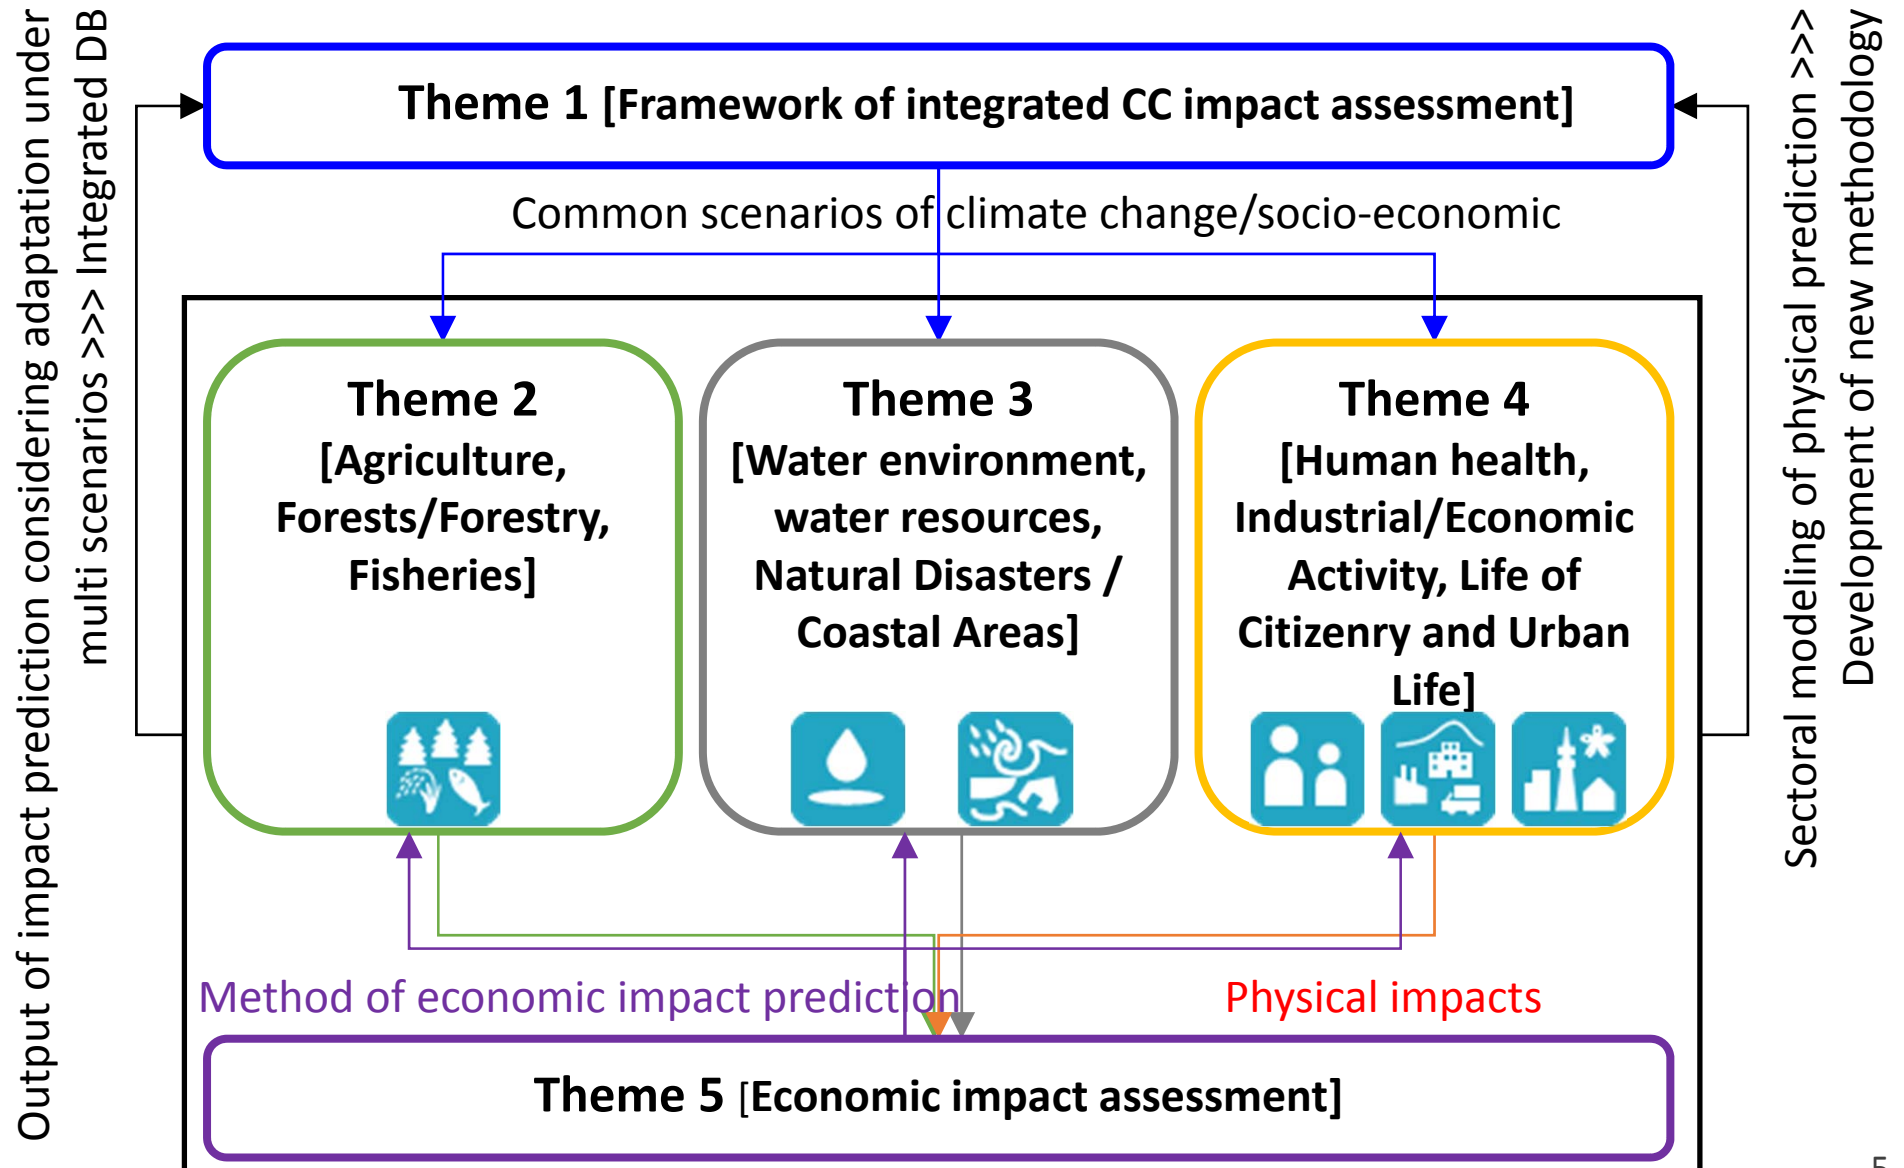 Output of impact prediction considering adaptation under
multi scenarios >>> Integrated DB
Theme 1 [Framework of integrated CC impact assessment]
Common scenarios of climate change/socio-economic
Theme 2
[Agriculture,
Forests/Forestry,
Fisheries]
Theme 3
[Water environment,
water resources,
Natural Disasters /
Coastal Areas]
Theme 4
[Human health,
Industrial/Economic
Activity, Life of
Citizenry and Urban
Life]
Method of economic impact prediction
Physical impacts
Theme 5 [Economic impact assessment]
Sectoral modeling of physical prediction >>>
Development of new methodology
5